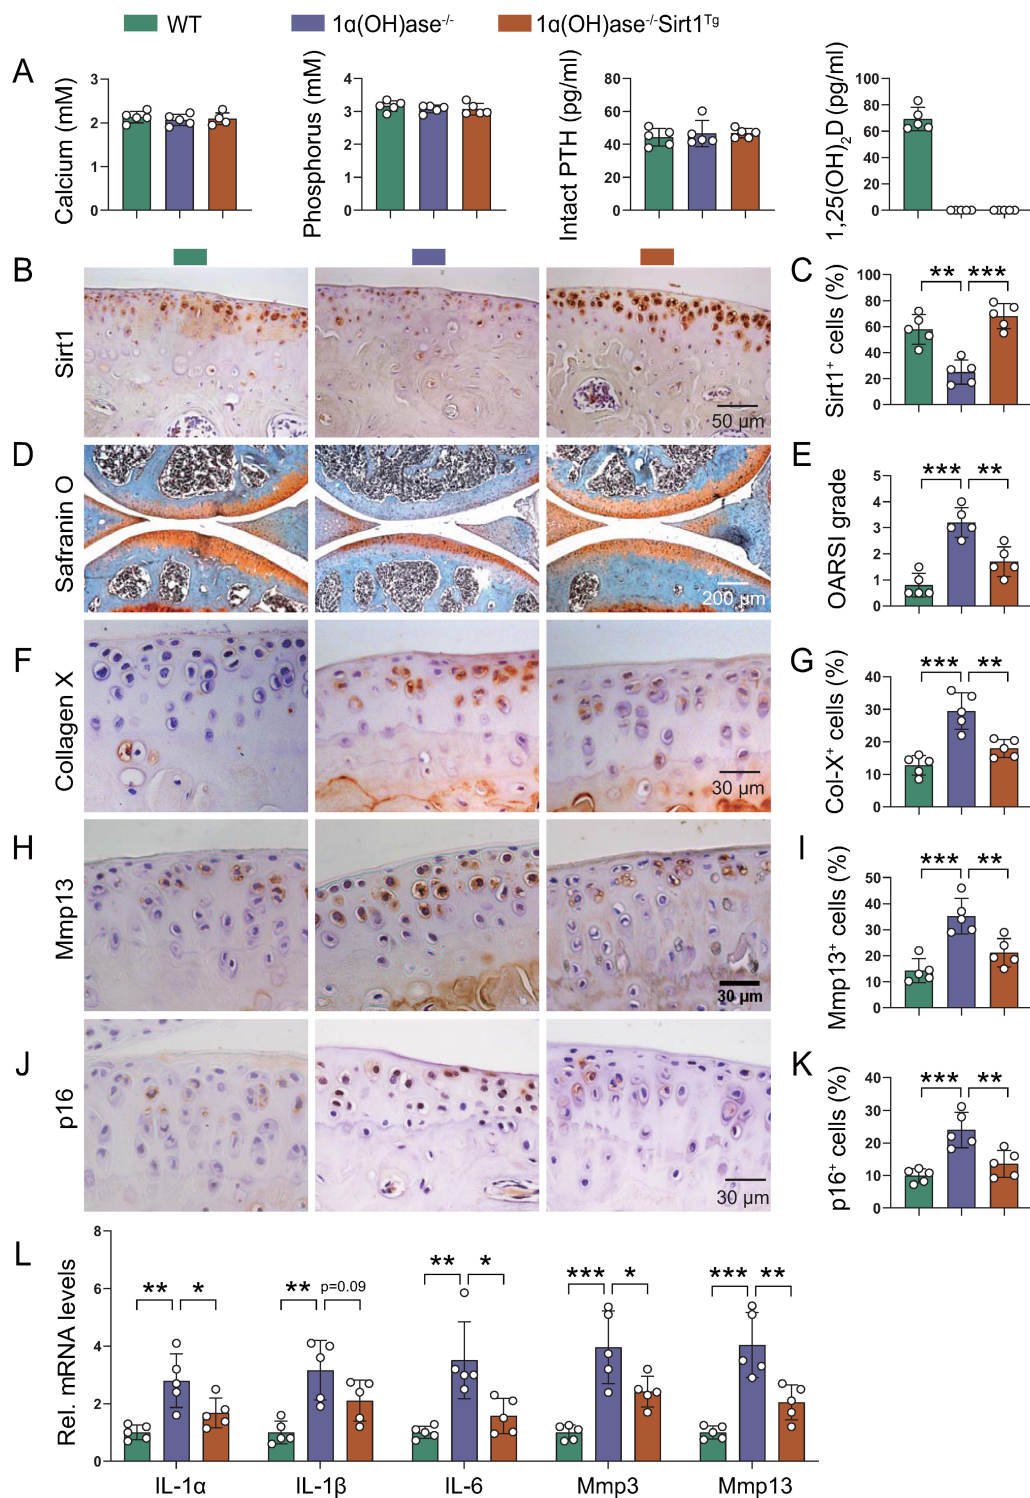 WT 1α(OH)ase-/- 1α(OH)ase-/-Sirt1Tg
A
Calcium (mM)
3
2
1
0
Phosphorus (mM)
4
3
2
1
0
Intact PTH (pg/ml)
80
60
40
20
0
1,25(OH)2D (pg/ml)
100
80
60
40
20
0
B
Sirt1
50 µm
C
Sirt1+ cells (%)
100
80
60
40
20
0
** ***
D
Safranin O
200 µm
E
OARSI grade
5
4
3
2
1
0
*** **
F
Collagen X
30 µm
G
Col-X+ cells (%)
40
30
20
10
0
*** **
H
Mmp13
30 µm
I
Mmp13+ cells (%)
50
40
30
20
10
0
*** **
J
p16
30 µm
K
p16+ cells (%)
40
30
20
10
0
*** **
L
Rel. mRNA levels
8
6
4
2
0
** * ** p=0.09 ** * *** * *** **
IL-1α IL-1β IL-6 Mmp3 Mmp13